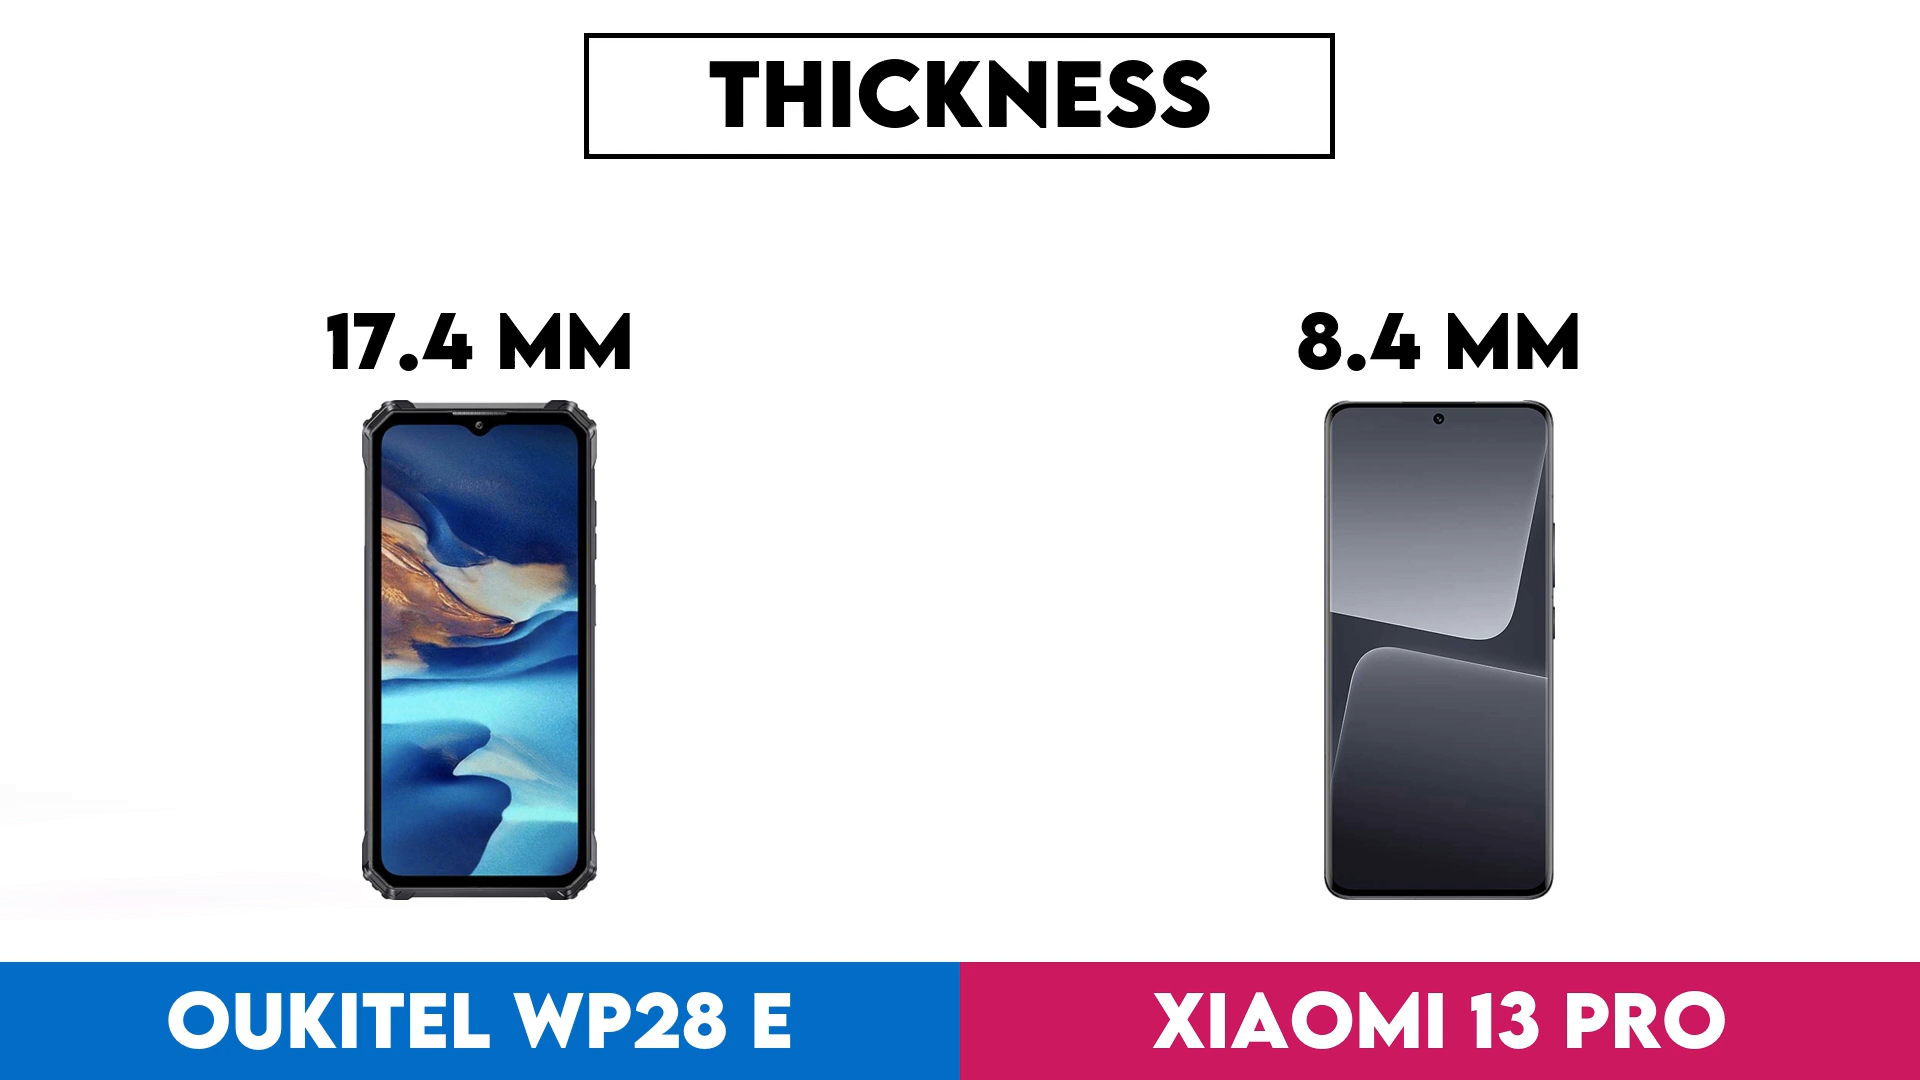 THICKNESS
17.4 MM
8.4 MM
OUKITEL WP28 E
XIAOMI 13 PRO